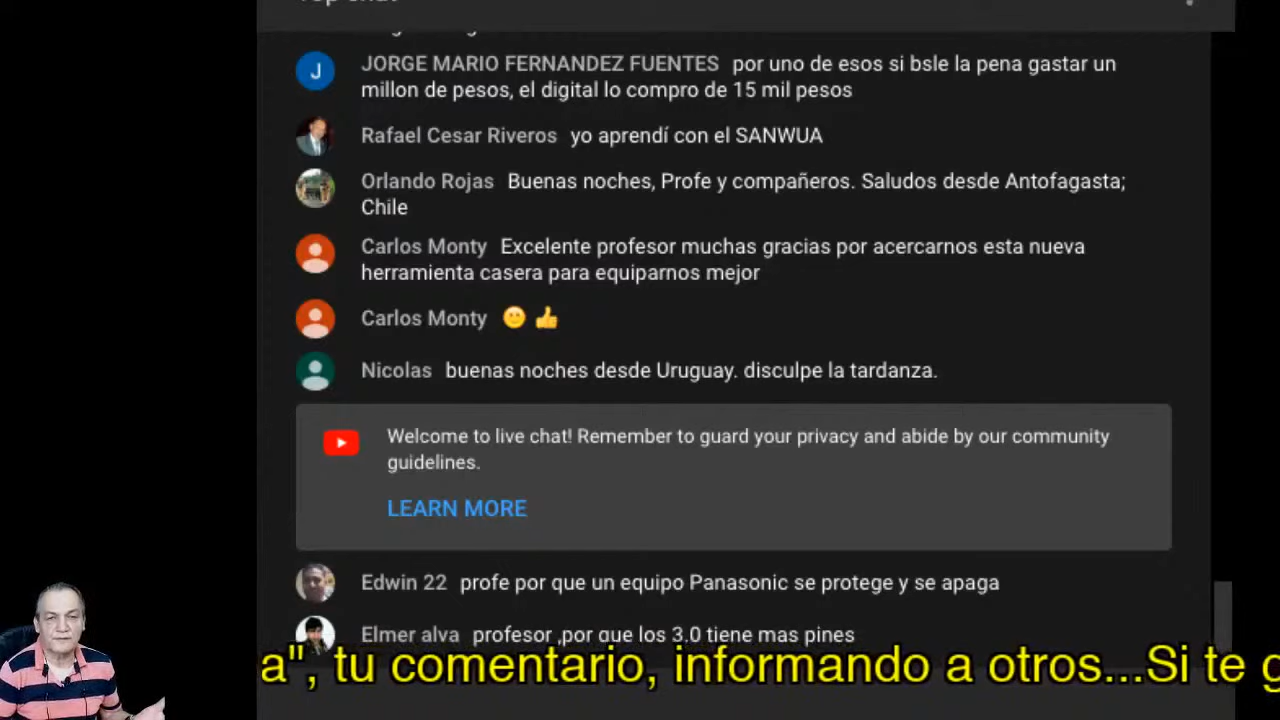 Top chat
JORGE MARIO FERNANDEZ FUENTES por uno de esos si bsle la pena gastar un
millon de pesos, el digital lo compro de 15 mil pesos
Rafael Cesar Riveros yo aprendí con el SANWUA
Orlando Rojas Buenas noches, Profe y compañeros. Saludos desde Antofagasta;
Chile
Carlos Monty Excelente profesor muchas gracias por acercarnos esta nueva
herramienta casera para equiparnos mejor
Carlos Monty 🙂 👍
Nicolas buenas noches desde Uruguay. disculpe la tardanza.
Welcome to live chat! Remember to guard your privacy and abide by our community
guidelines.
LEARN MORE
Edwin 22 profe por que un equipo Panasonic se protege y se apaga
Elmer alva profesor ,por que los 3.0 tiene mas pines
a", tu comentario, informando a otros...Si te g